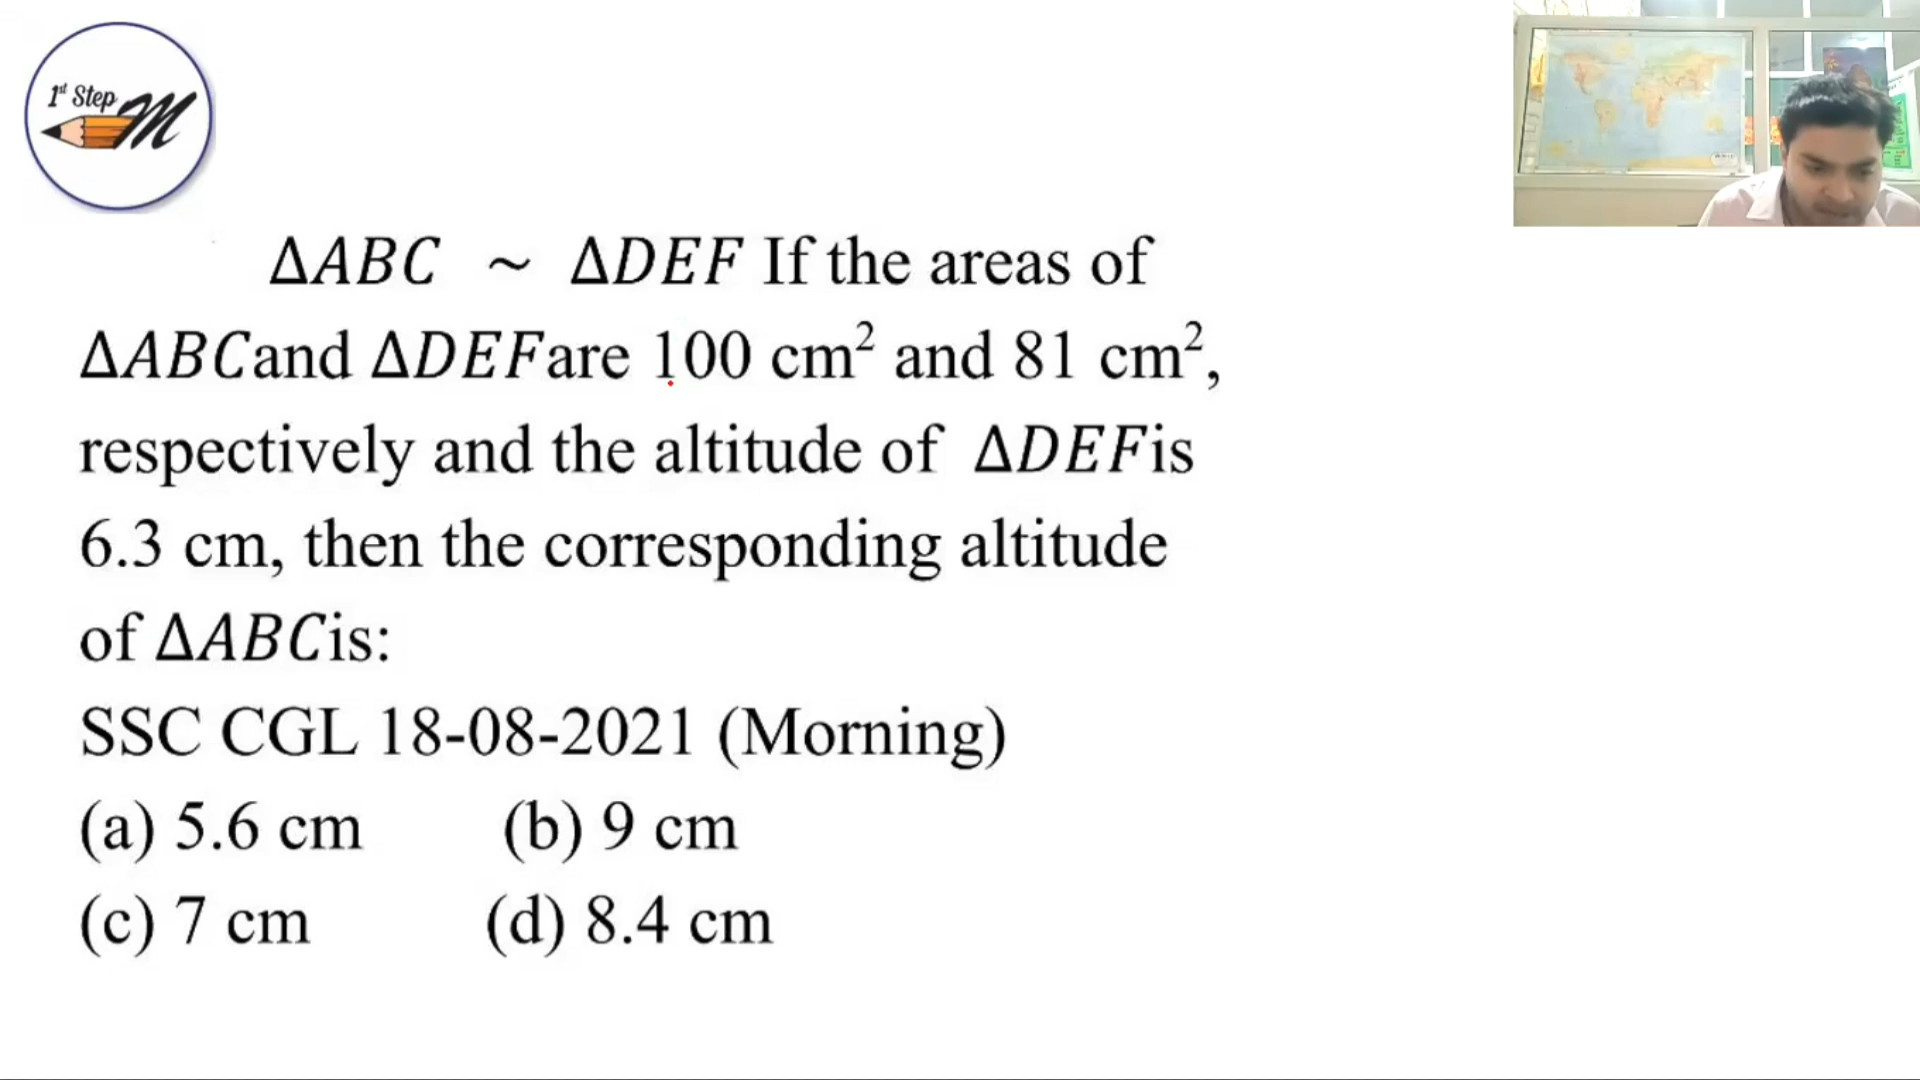 1st Step
M
ΔABC ~ ΔDEF If the areas of
ΔABCand ΔDEFare 100 cm², and 81 cm²,
respectively and the altitude of ΔDEFis
6.3 cm, then the corresponding altitude
of ΔABCis:
SSC CGL 18-08-2021 (Morning)
(a) 5.6 cm (b) 9 cm
(c) 7 cm (d) 8.4 cm